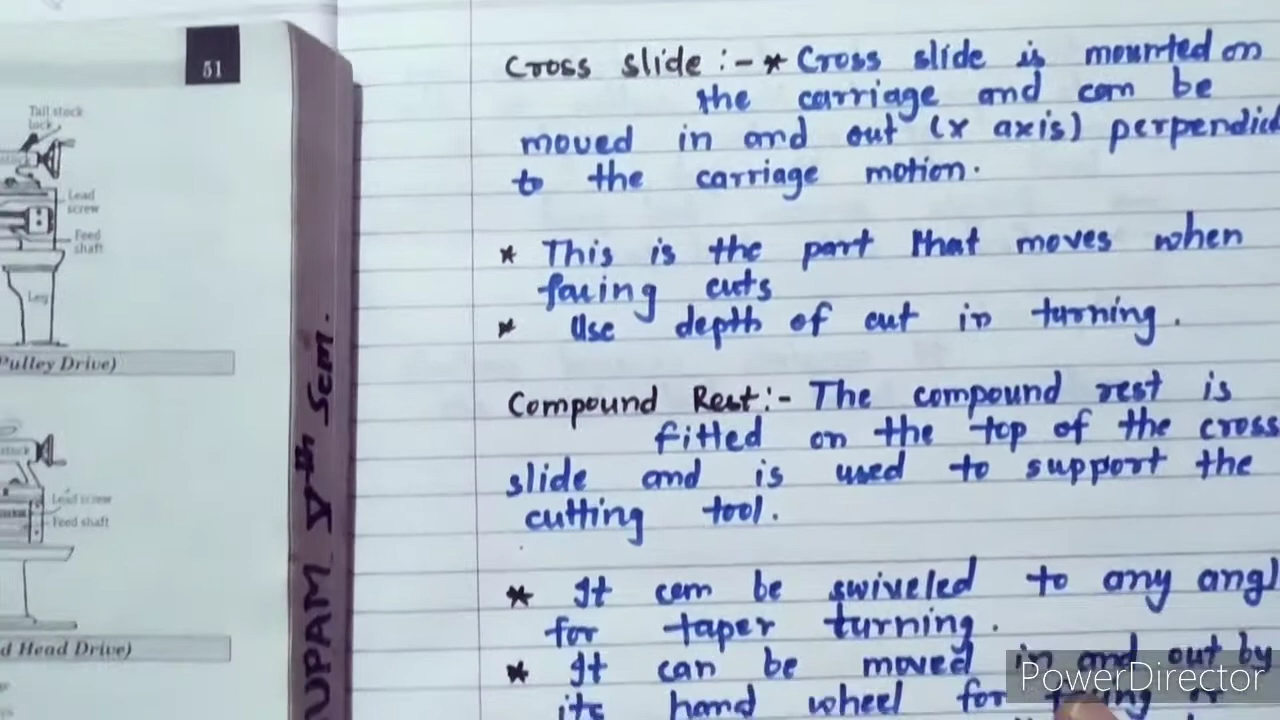 51
Tail stock
lock
Lead
screw
Feed
shaft
Leg
Pulley Drive)
Lead screw
Feed shaft
d Head Drive)
UPAM Vth Sem.
Cross slide :- * Cross slide is mounted on
the carriage and can be
moved in and out (x axis) perpendic
to the carriage motion.
* This is the part that moves when
facing cuts
* Use depth of cut in turning.
Compound Rest:- The compound rest is
fitted on the top of the cross
slide and is used to support the
cutting tool.
* It can be swiveled to any angl
for taper turning.
* It can be moved in and out by
its hand wheel for
PowerDirector